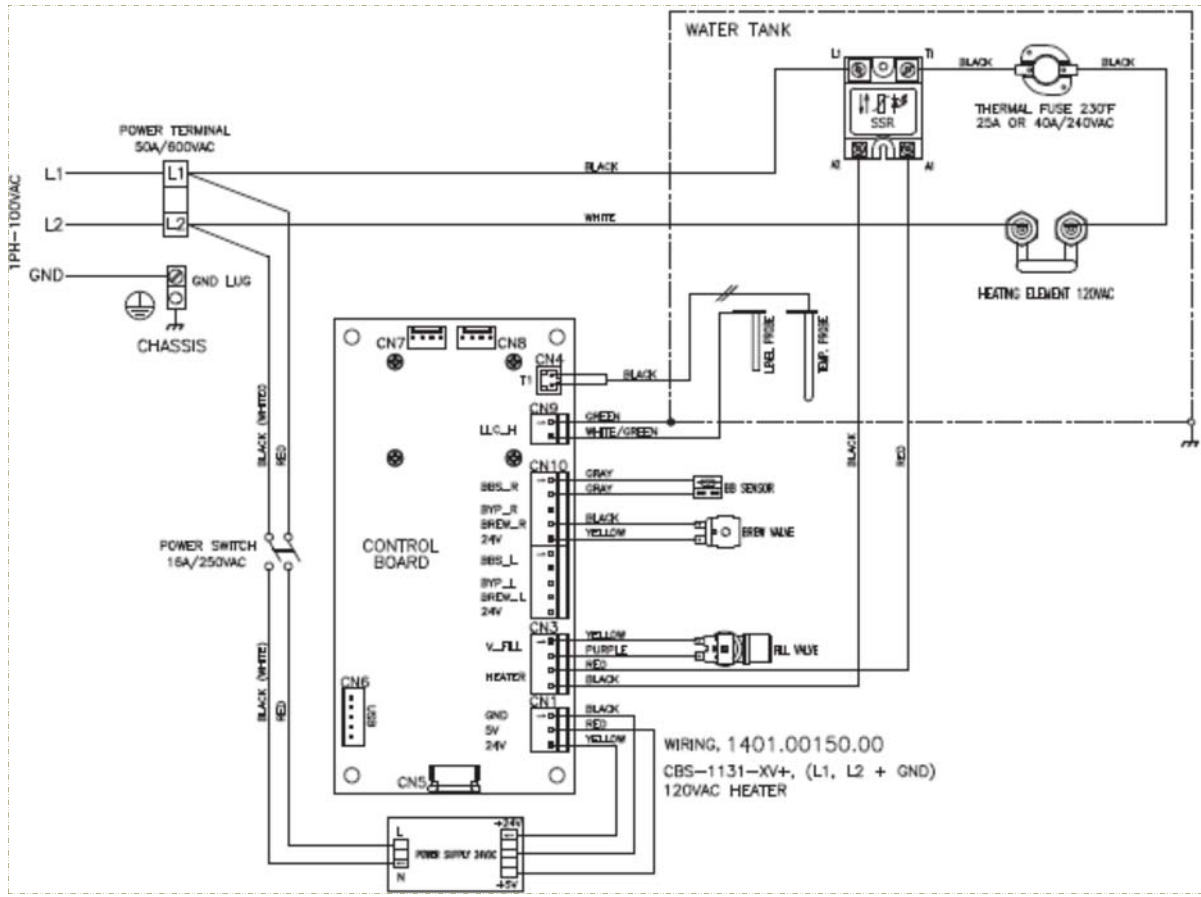 WATER TANK
L1
T1
BLACK
BLACK
THERMAL FUSE 230°F
25A OR 40A/240VAC
SSR
A2
A1
POWER TERMINAL
50A/600VAC
1PH-100VAC
L1
L1
BLACK
L2
L2
WHITE
GND
GND LUG
CHASSIS
HEATING ELEMENT 120VAC
LEVEL PROBE
TEMP. PROBE
CN7
CN8
CN4
T1
BLACK
CN9
GREEN
LLC_H
WHITE/GREEN
BLACK (WHITE)
RED
BLACK
RED
CN10
BBS_R
GRAY
GRAY
BB SENSOR
BYP_R
BREW_R
BLACK
24V
YELLOW
BREW VALVE
BBS_L
BYP_L
BREW_L
24V
CONTROL
BOARD
POWER SWITCH
16A/250VAC
CN3
V_FILL
YELLOW
PURPLE
FILL VALVE
RED
HEATER
BLACK
BLACK (WHITE)
RED
CN6
USB
CN1
GND
BLACK
5V
RED
24V
YELLOW
CN5
WIRING, 1401.00150.00
CBS-1131-XV+, (L1, L2 + GND)
120VAC HEATER
L
N
POWER SUPPLY 24VDC
+24V
+5V